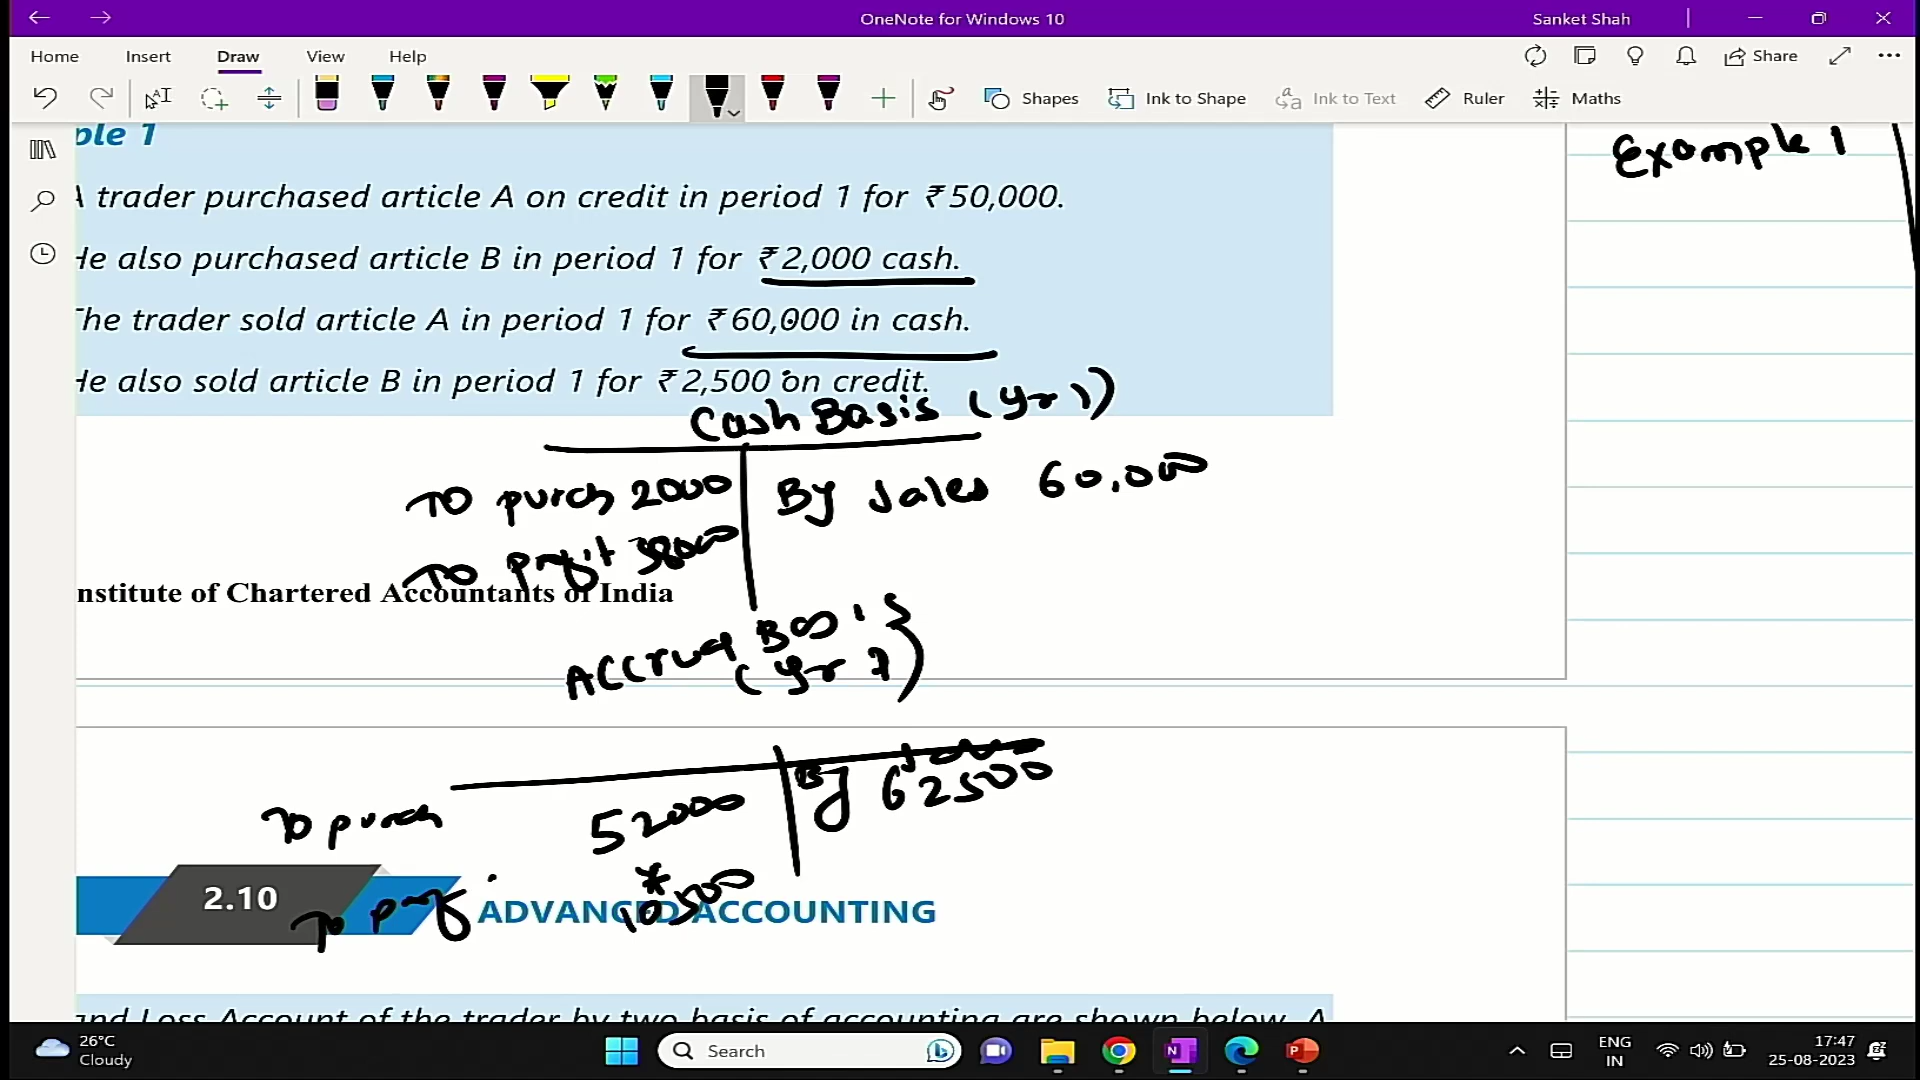 OneNote for Windows 10
Sanket Shah
Home Insert Draw View Help
Share
Shapes Ink to Shape Ink to Text Ruler Maths
ple 1
Example 1
A trader purchased article A on credit in period 1 for ₹50,000.
He also purchased article B in period 1 for ₹2,000 cash.
The trader sold article A in period 1 for ₹60,000 in cash.
He also sold article B in period 1 for ₹2,500 on credit.
Cash Basis (Yr 1)
To purch 2000 By Sales 60,000
To profit 58000
nstitute of Chartered Accountants of India
(Yr 1)
By Sales 62500
To purch 52000
2.10
To 10500
ADVANCED ACCOUNTING
and Loss Account of the trader by two basis of accounting are shown below. A
26°C
Cloudy
Search
ENG
IN
17:47
25-08-2023